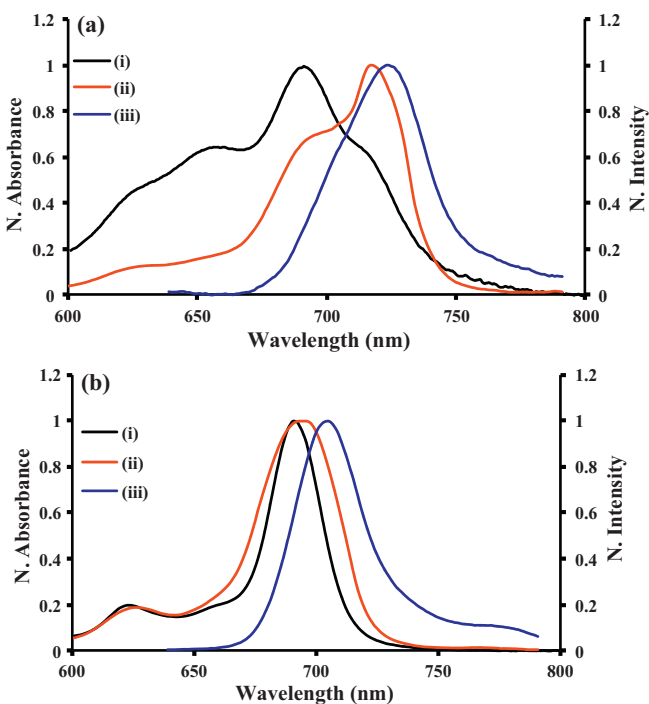 (a)
1.2
1
0.8
0.6
0.4
0.2
0
N. Absorbance
(i)
(ii)
(iii)
1.2
1
0.8
0.6
0.4
0.2
0
N. Intensity
600 650 700 750 800
Wavelength (nm)
(b)
1.2
1
0.8
0.6
0.4
0.2
0
N. Absorbance
(i)
(ii)
(iii)
1.2
1
0.8
0.6
0.4
0.2
0
N. Intensity
600 650 700 750 800
Wavelength (nm)